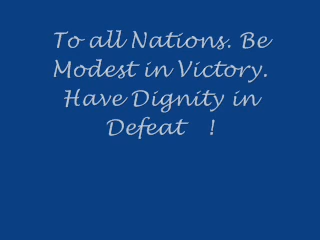 To all Nations. Be
Modest in Victory.
Have Dignity in
Defeat !